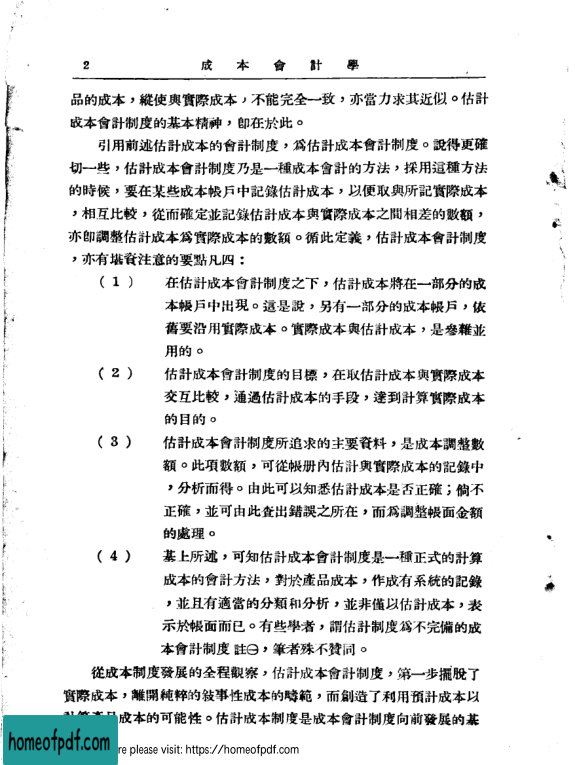 2 成本會計學
品的成本，縱使與實際成本，不能完全一致，亦當力求其近似。估計
成本會計制度的基本精神，卽在於此。
引用前述估計成本的會計制度，爲估計成本會計制度。說得更確
切一些，估計成本會計制度乃是一種成本會計的方法，採用這種方法
的時候，要在某些成本帳戶中記錄估計成本，以便取與所記實際成本
，相互比較，從而確定並記錄估計成本與實際成本之間相差的數額，
亦卽調整估計成本爲實際成本的數額。循此定義，估計成本會計制度
，亦有堪資注意的要點凡四：
（1） 在估計成本會計制度之下，估計成本將在一部分的成
本帳戶中出現。這是說，另有一部分的成本帳戶，依
舊要沿用實際成本。實際成本與估計成本，是參雜並
用的。
（2） 估計成本會計制度的目標，在取估計成本與實際成本
交互比較，通過估計成本的手段，達到計算實際成本
的目的。
（3） 估計成本會計制度所追求的主要資料，是成本調整數
額。此項數額，可從帳册內估計與實際成本的記錄中
，分析而得。由此可以知悉估計成本是否正確；倘不
正確，並可由此查出錯誤之所在，而爲調整帳面金額
的處理。
（4） 基上所述，可知估計成本會計制度是一種正式的計算
成本的會計方法，對於產品成本，作成有系統的記錄
，並且有適當的分類和分析，並非僅以估計成本，表
示於帳面而已。有些學者，謂估計制度爲不完備的成
本會計制度 註㊀，筆者殊不贊同。
從成本制度發展的全程觀察，估計成本會計制度，第一步擺脫了
實際成本，離開純粹的敍事性成本的疇範，而創造了利用預計成本以
成本的可能性。估計成本制度是成本會計制度向前發展的基
homeofpdf.com
re please visit: https://homeofpdf.com